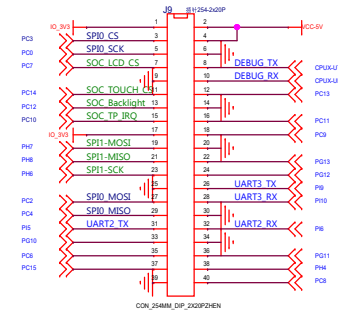 J9 插针254-2x20P
IO_3V3 1 2 VCC-5V
PC3 SPI0_CS 3 4
PC0 SPI0_SCK 5 6
PC7 SOC_LCD_CS 7 8 DEBUG_TX CPUX-U
9 10 DEBUG_RX CPUX-U
PC14 SOC_TOUCH_CS 11 12 PC13
PC12 SOC_Backlight 13 14
PC10 SOC_TP_IRQ 15 16 PC11
IO_3V3 17 18 PC9
PH7 SPI1-MOSI 19 20
PH8 SPI1-MISO 21 22 PG13
PH6 SPI1-SCK 23 24 PG12
25 26 UART3_TX PI9
PC2 SPI0_MOSI 27 28 UART3_RX PI10
PC4 SPI0_MISO 29 30
PI5 UART2_TX 31 32 UART2_RX PI6
PG10 33 34
PC6 35 36 PG11
PC15 37 38 PH4
39 40 PC8
CON_254MM_DIP_2X20PZHEN